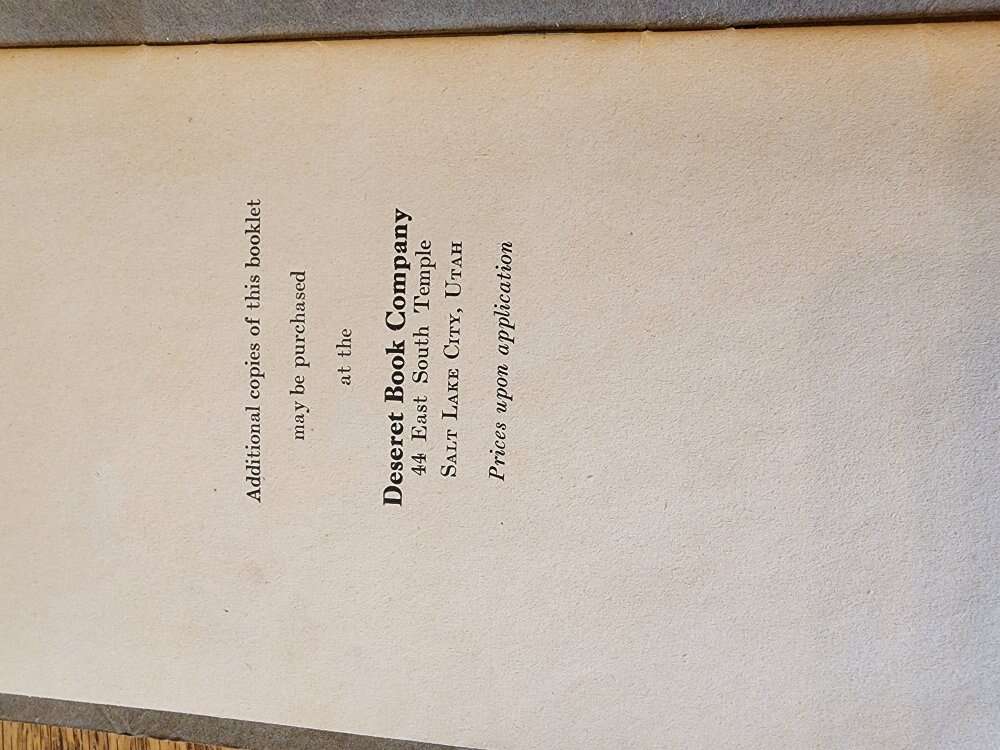 Additional copies of this booklet
may be purchased
at the
Deseret Book Company
44 East South Temple
SALT LAKE CITY, UTAH
Prices upon application